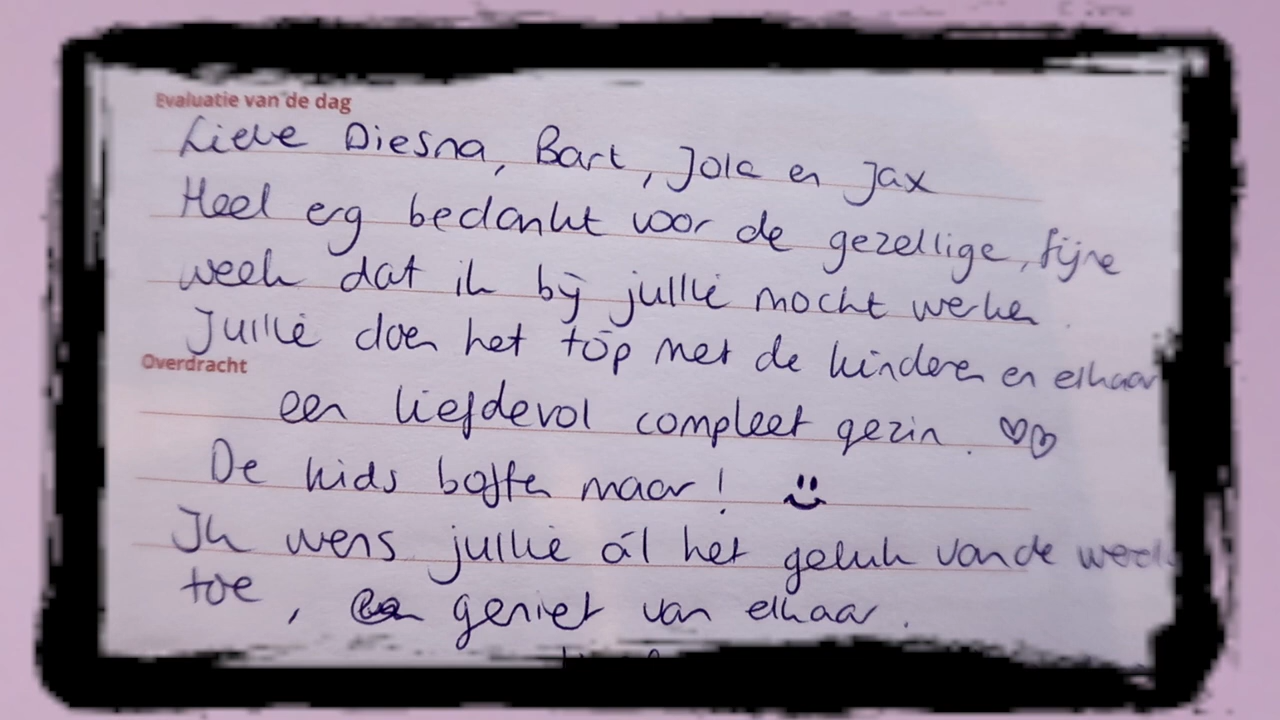 Evaluatie van de dag
Lieve Diesna, Bart, Jola en Jax
Heel erg bedankt voor de gezellige, fijne
week dat ik bij jullie mocht werken.
Jullie doen het top met de kinderen en elkaar
Overdracht
een liefdevol compleet gezin. ♡♡
De kids boffen maar!
Ik wens jullie ál het geluk van de
toe, geniet van elkaar.